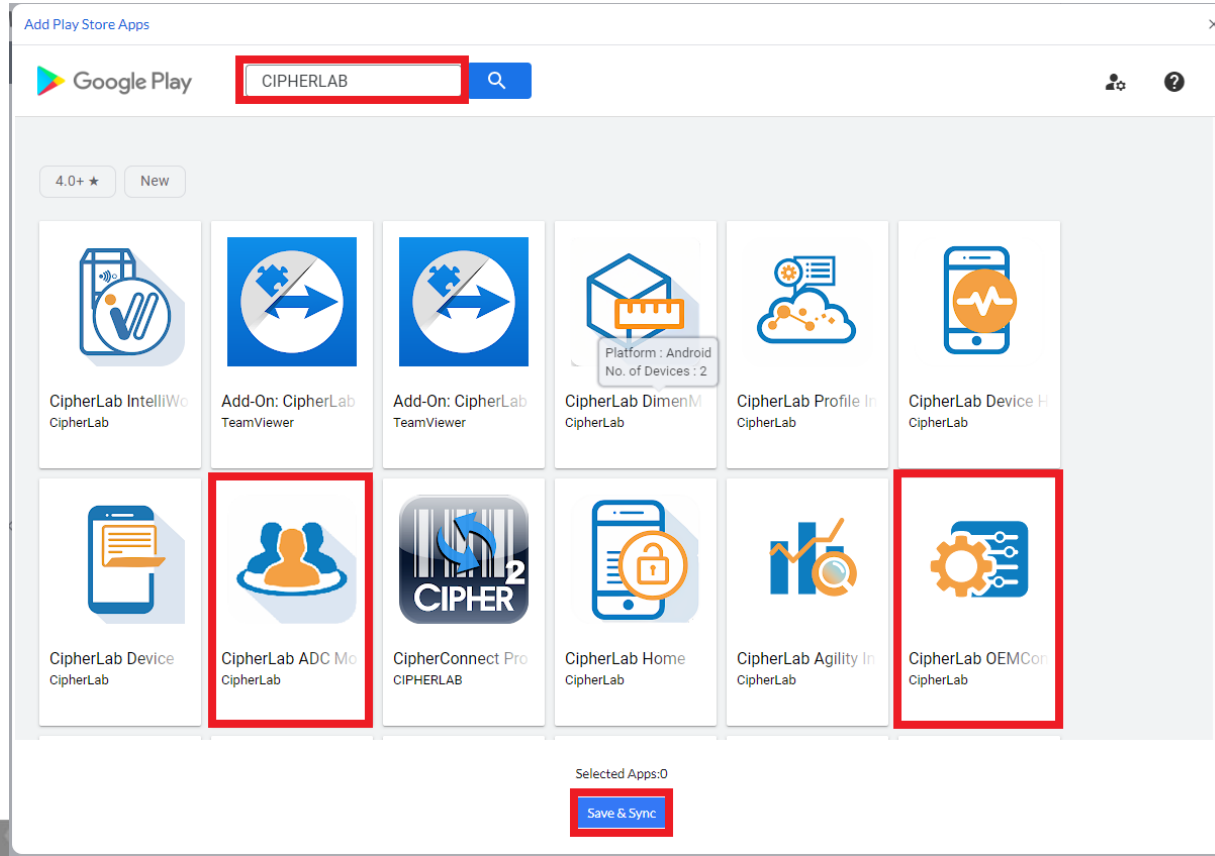 Add Play Store Apps
Google Play
CIPHERLAB
4.0+ ★
New
CipherLab IntelliWo
CipherLab
Add-On: CipherLab
TeamViewer
Add-On: CipherLab
TeamViewer
Platform : Android
No. of Devices : 2
CipherLab DimenM
CipherLab
CipherLab Profile In
CipherLab
CipherLab Device H
CipherLab
CipherLab Device
CipherLab
CipherLab ADC Mo
CipherLab
2
CIPHER
CipherConnect Pro
CIPHERLAB
CipherLab Home
CipherLab
CipherLab Agility In
CipherLab
CipherLab OEMCon
CipherLab
Selected Apps:0
Save & Sync